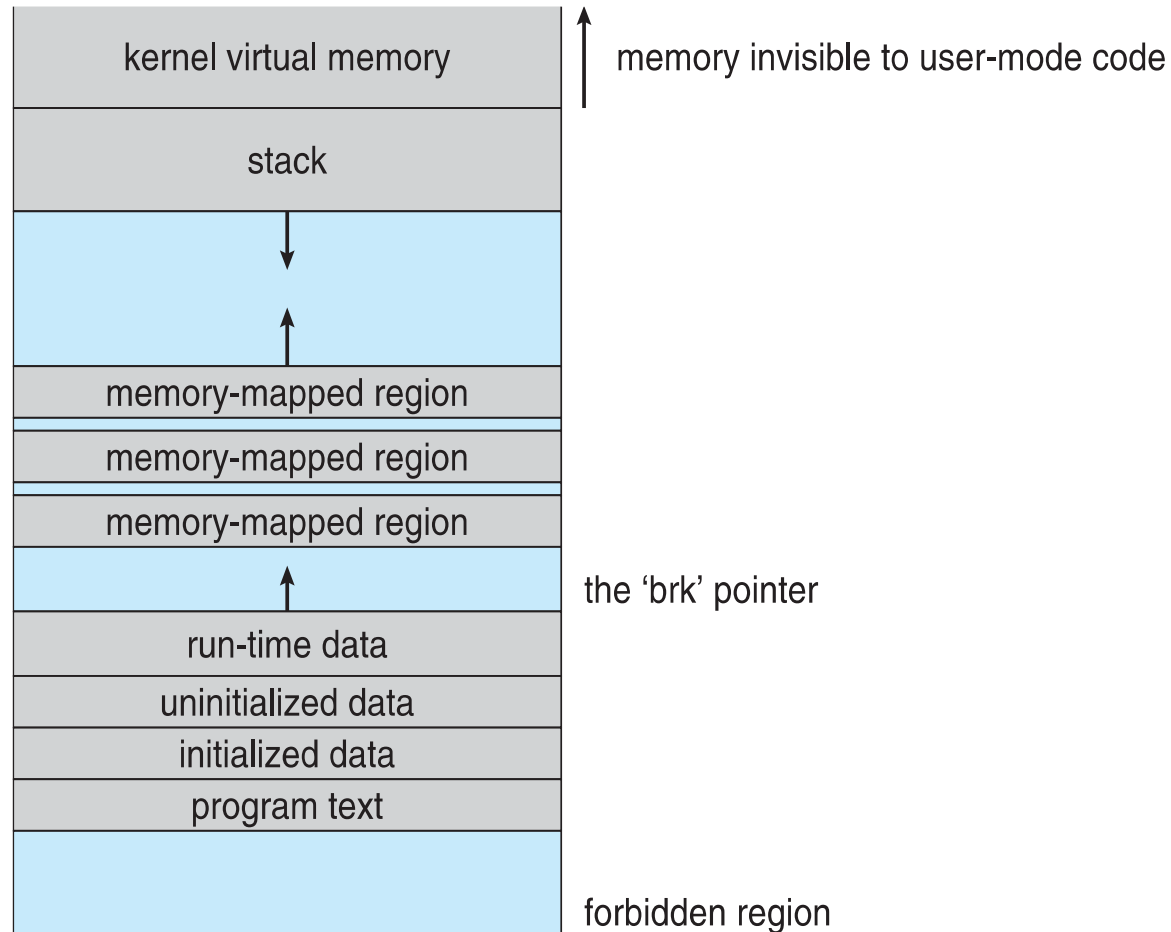 kernel virtual memory
memory invisible to user-mode code
stack
memory-mapped region
memory-mapped region
memory-mapped region
the ‘brk’ pointer
run-time data
uninitialized data
initialized data
program text
forbidden region